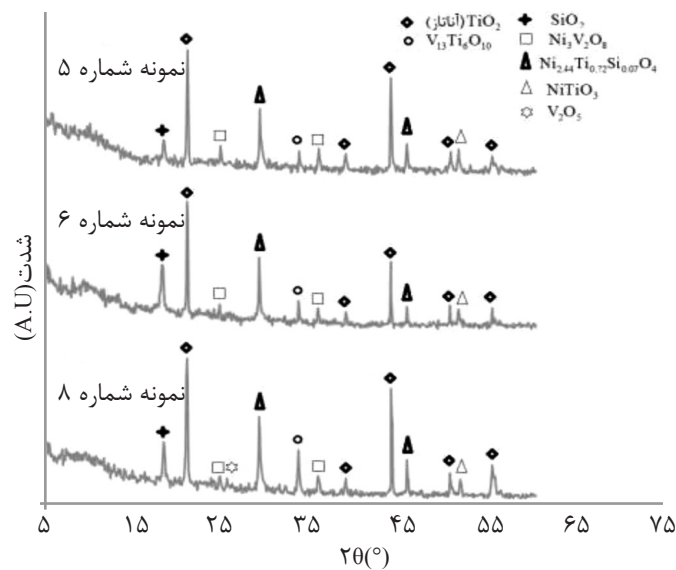 TiO₂(آناتاز)
SiO₂
V₁₃Ti₆O₁₀
Ni₃V₂O₈
Ni₂.₄₄Ti₀.₇₂Si₀.₀₇O₄
NiTiO₃
V₂O₅
نمونه شماره ۵
نمونه شماره ۶
نمونه شماره ۸
شدت(A.U)
۵ ۱۵ ۲۵ ۳۵ ۴۵ ۵۵ ۶۵ ۷۵
۲θ(°)